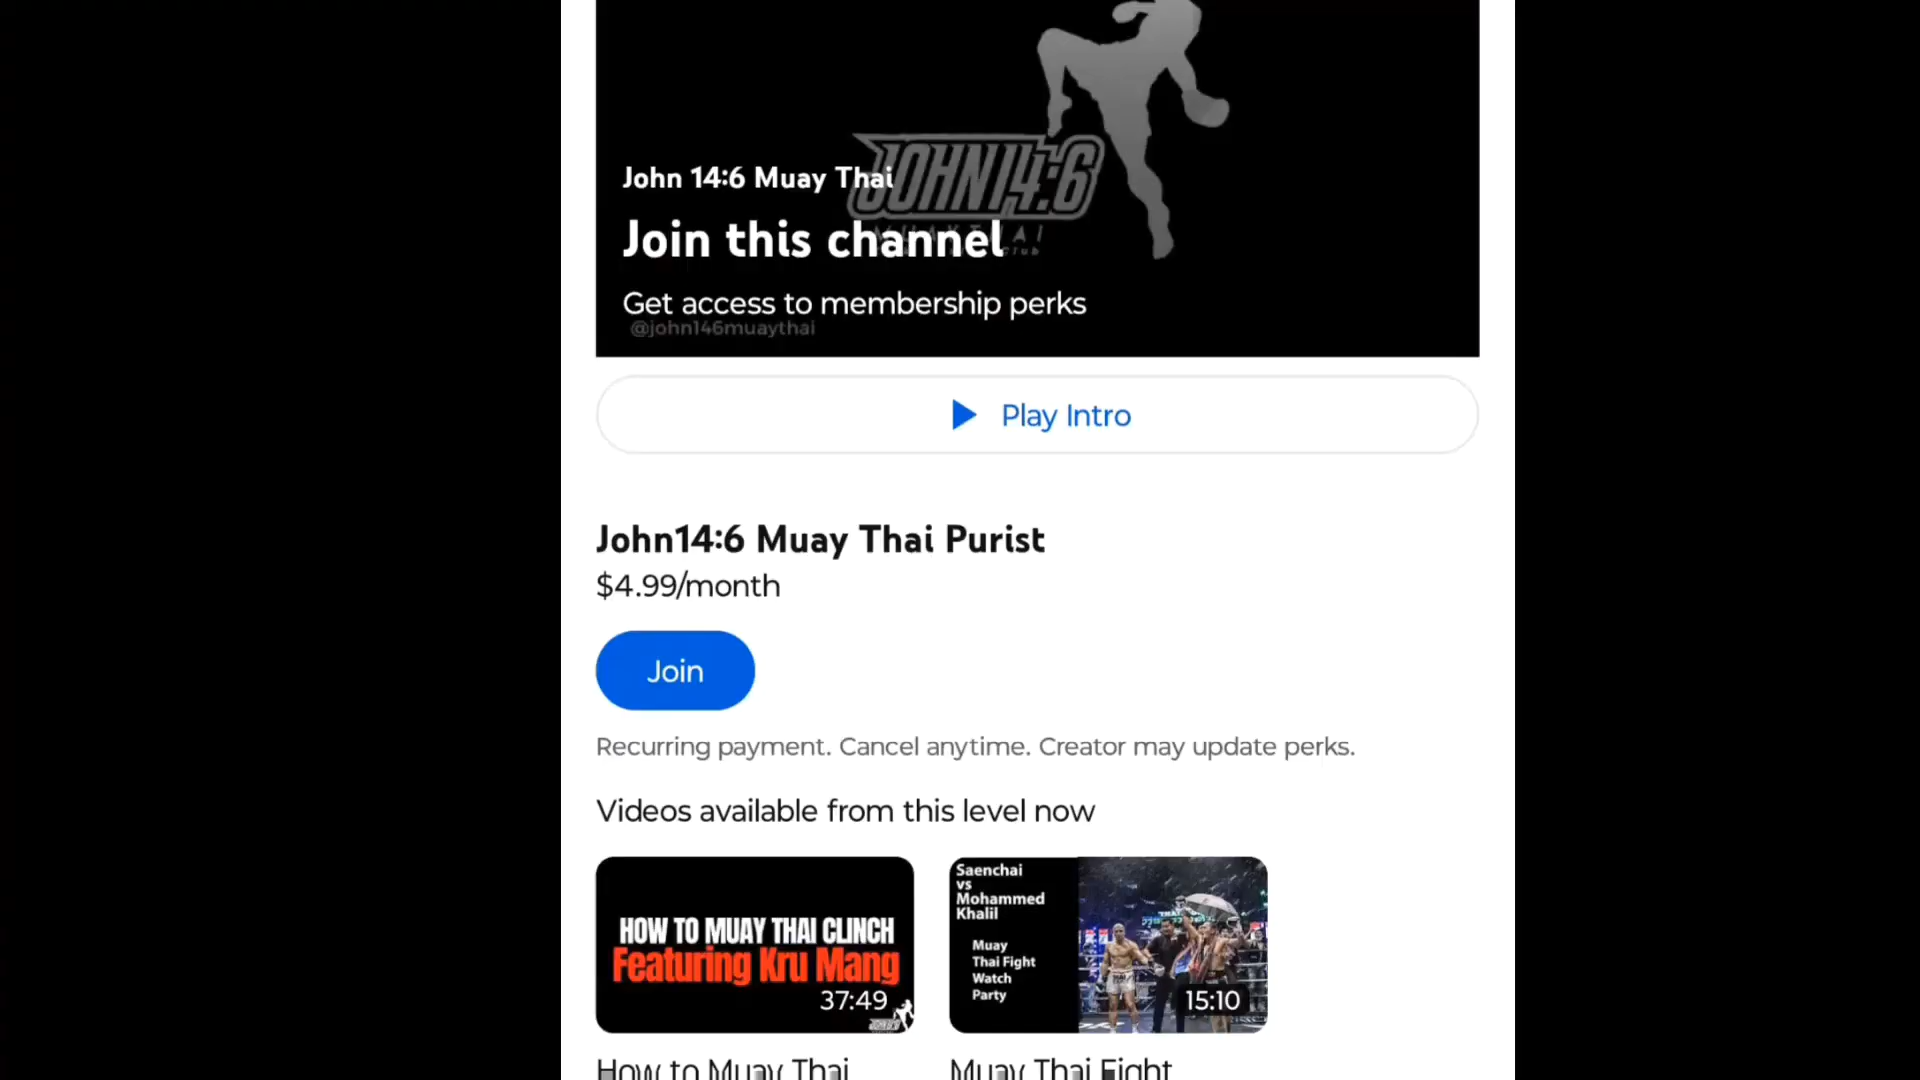 JOHN14:6
John 14:6 Muay Thai
Join this channel
Get access to membership perks
@john146muaythai
Play Intro
John14:6 Muay Thai Purist
$4.99/month
Join
Recurring payment. Cancel anytime. Creator may update perks.
Videos available from this level now
HOW TO MUAY THAI CLINCH
Featuring Kru Mang
37:49
Saenchai
vs
Mohammed
Khalil
Muay
Thai Fight
Watch
Party
15:10
How to Muay Thai
Muay Thai Fight